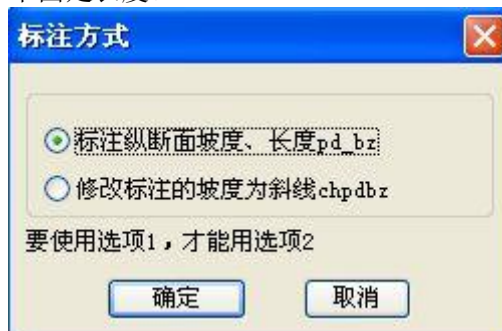 标注方式
标注纵断面坡度、长度pd_bz
修改标注的坡度为斜线chpdbz
要使用选项1，才能用选项2
确定 取消